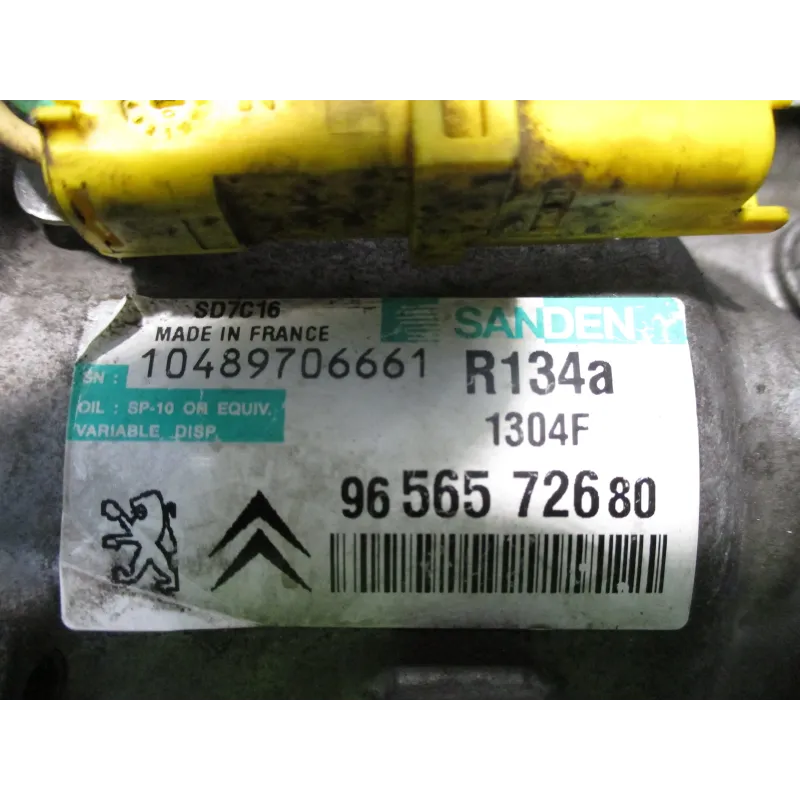 SD7C16
SANDEN
MADE IN FRANCE
SN : 10489706661
R134a
OIL : SP-10 OR EQUIV.
VARIABLE DISP.
1304F
96 565 726 80